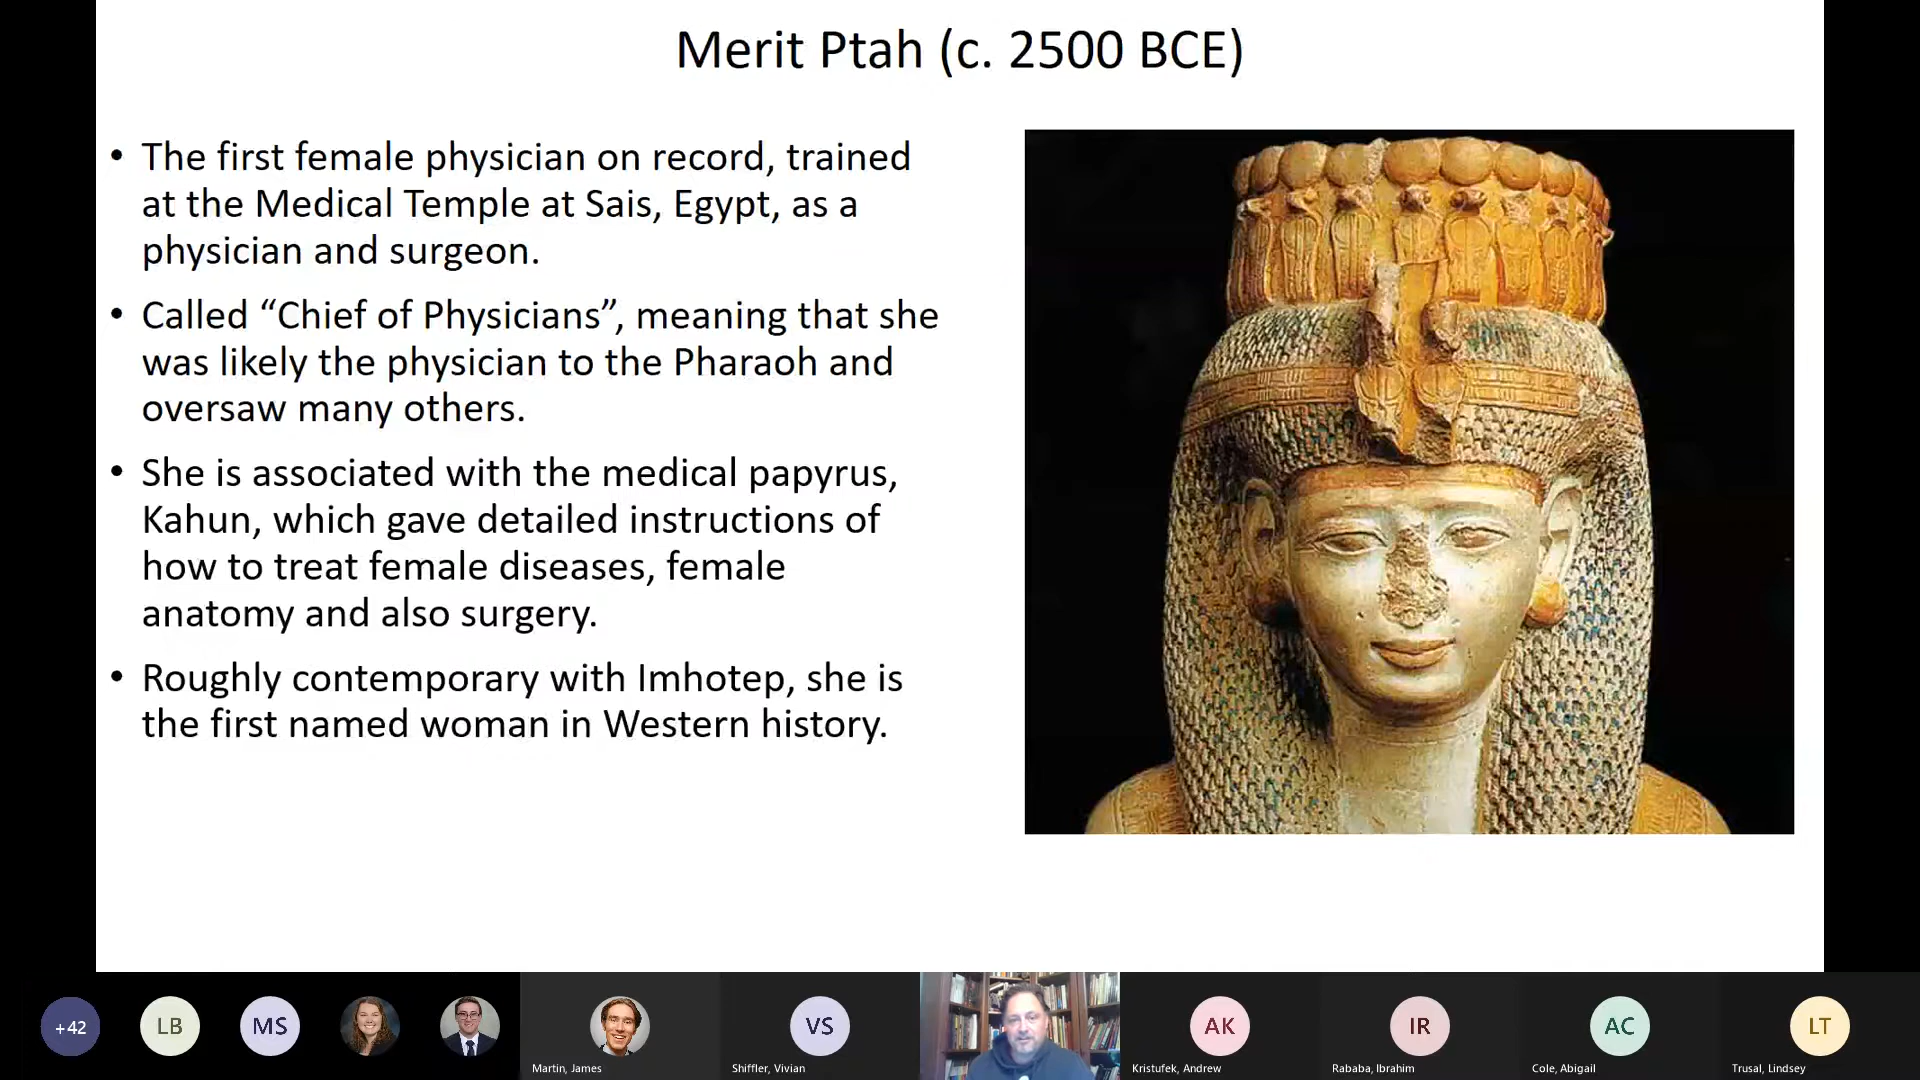 Merit Ptah (c. 2500 BCE)
• The first female physician on record, trained
at the Medical Temple at Sais, Egypt, as a
physician and surgeon.
• Called “Chief of Physicians”, meaning that she
was likely the physician to the Pharaoh and
oversaw many others.
• She is associated with the medical papyrus,
Kahun, which gave detailed instructions of
how to treat female diseases, female
anatomy and also surgery.
• Roughly contemporary with Imhotep, she is
the first named woman in Western history.
+42
LB
MS
VS
AK
IR
AC
LT
Martin, James
Shiffler, Vivian
Kristufek, Andrew
Rababa, Ibrahim
Cole, Abigail
Trusal, Lindsey